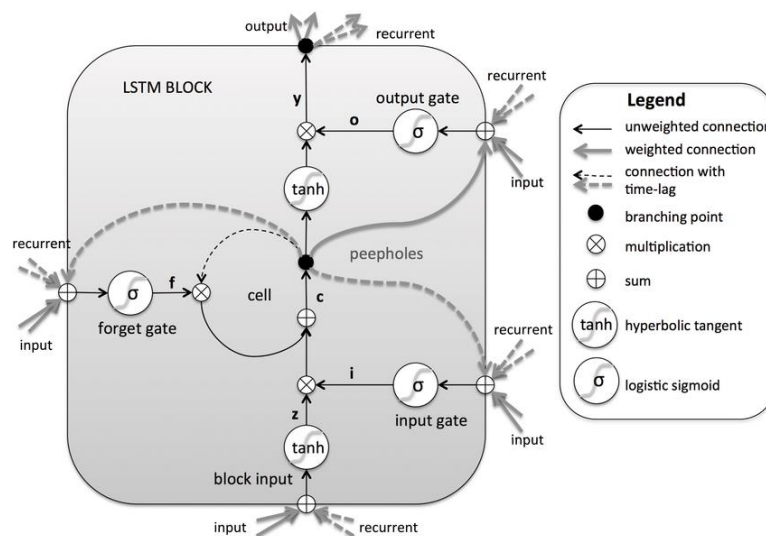 output
recurrent
LSTM BLOCK
y
output gate
recurrent
o
σ
input
tanh
peepholes
recurrent
f
σ
cell
c
forget gate
input
recurrent
i
σ
z
input gate
input
tanh
block input
input
recurrent
Legend
unweighted connection
weighted connection
connection with
time-lag
branching point
multiplication
sum
tanh
hyperbolic tangent
σ
logistic sigmoid